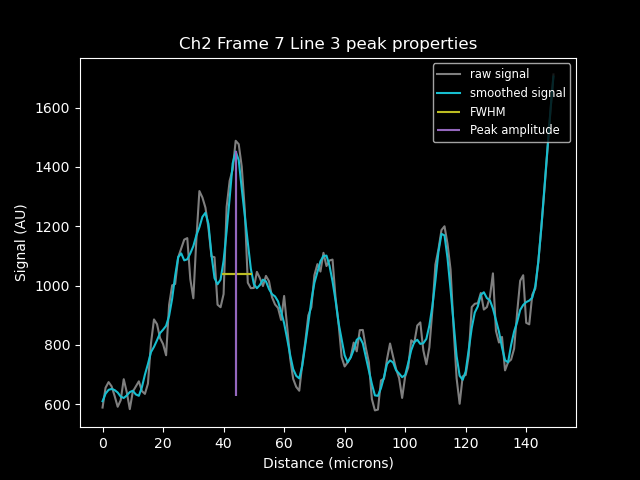 Ch2 Frame 7 Line 3 peak properties
raw signal
smoothed signal
FWHM
Peak amplitude
Signal (AU)
1600
1400
1200
1000
800
600
0 20 40 60 80 100 120 140
Distance (microns)